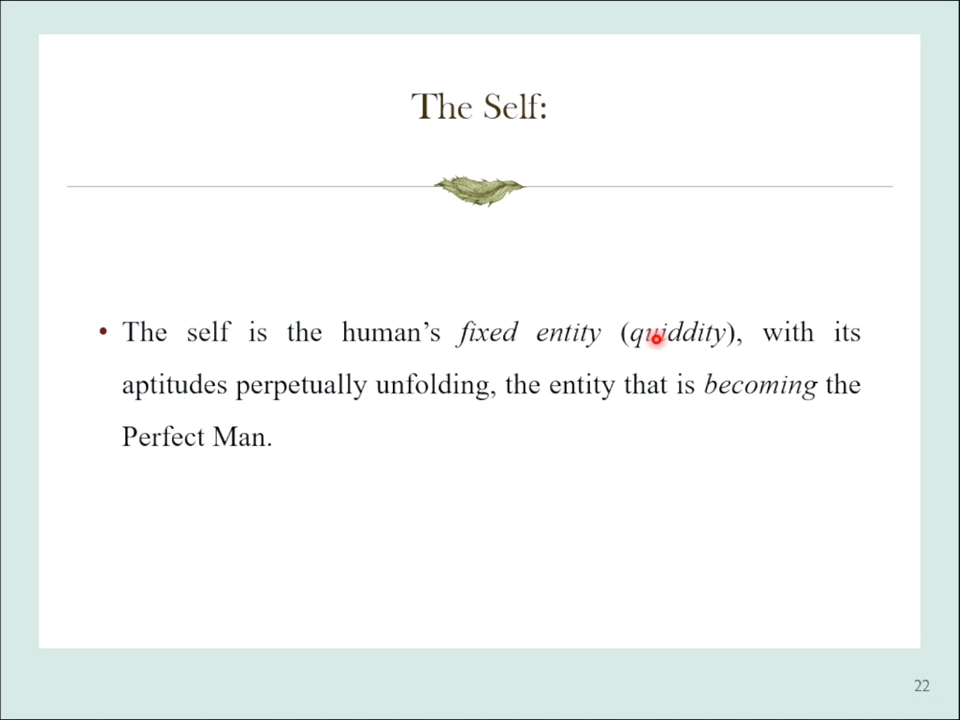 The Self:
• The self is the human’s fixed entity (quiddity), with its
aptitudes perpetually unfolding, the entity that is becoming the
Perfect Man.
22